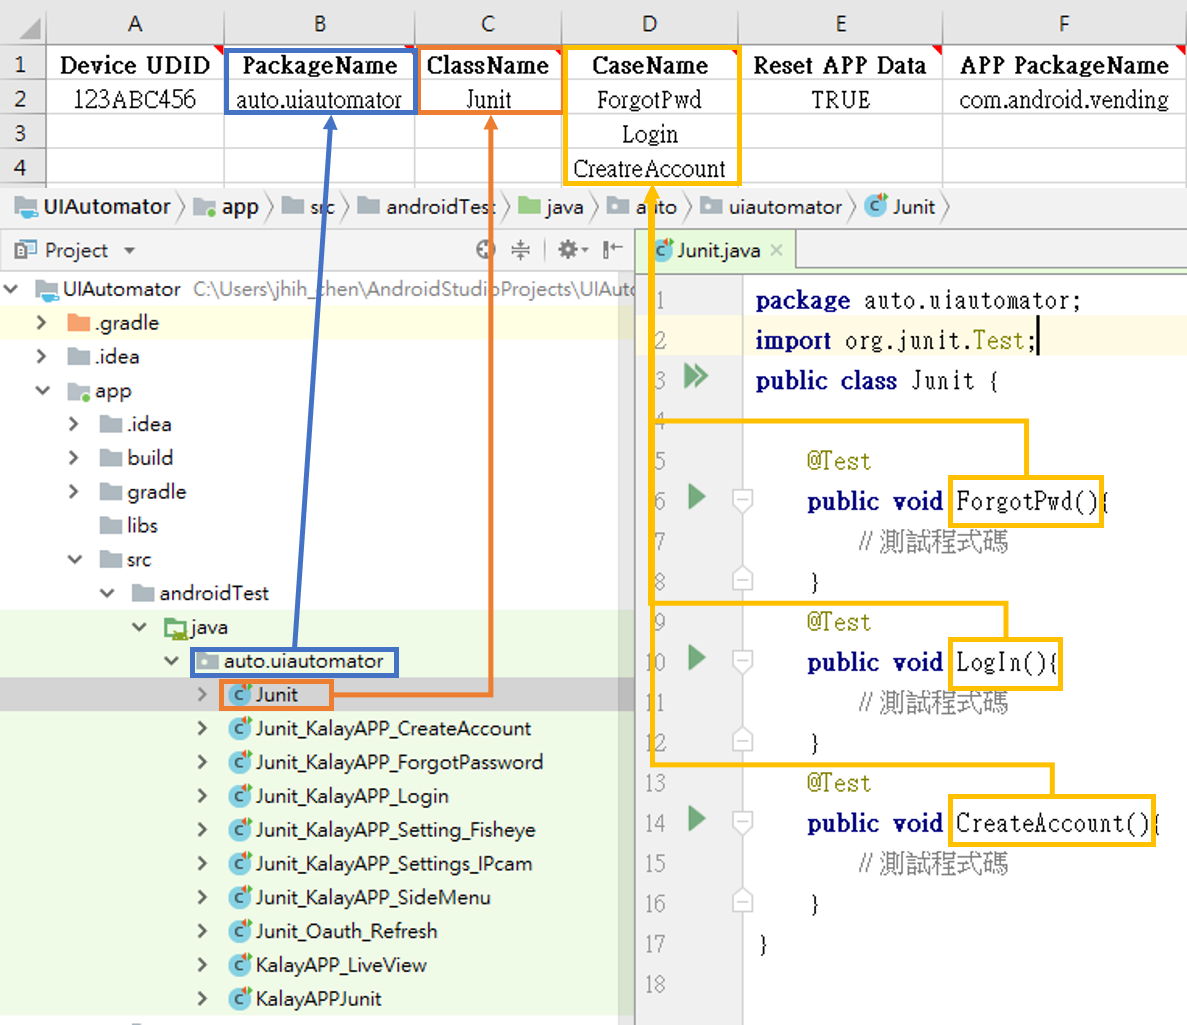 A B C D E F
1 Device UDID PackageName ClassName CaseName Reset APP Data APP PackageName
2 123ABC456 auto.uiautomator Junit ForgotPwd TRUE com.android.vending
3 Login
4 CreatreAccount
UIAutomator app src androidTest java auto uiautomator Junit
Project
Junit.java
UIAutomator C:\Users\jhih_chen\AndroidStudioProjects\UIAuto
.gradle
.idea
app
.idea
build
gradle
libs
src
androidTest
java
auto.uiautomator
Junit
Junit_KalayAPP_CreateAccount
Junit_KalayAPP_ForgotPassword
Junit_KalayAPP_Login
Junit_KalayAPP_Setting_Fisheye
Junit_KalayAPP_Settings_IPcam
Junit_KalayAPP_SideMenu
Junit_Oauth_Refresh
KalayAPP_LiveView
KalayAPPJunit
1 package auto.uiautomator;
2 import org.junit.Test;
3 public class Junit {
4
5 @Test
6 public void ForgotPwd(){
7 //測試程式碼
8 }
9 @Test
10 public void LogIn(){
11 //測試程式碼
12 }
13 @Test
14 public void CreateAccount(){
15 //測試程式碼
16 }
17 }
18